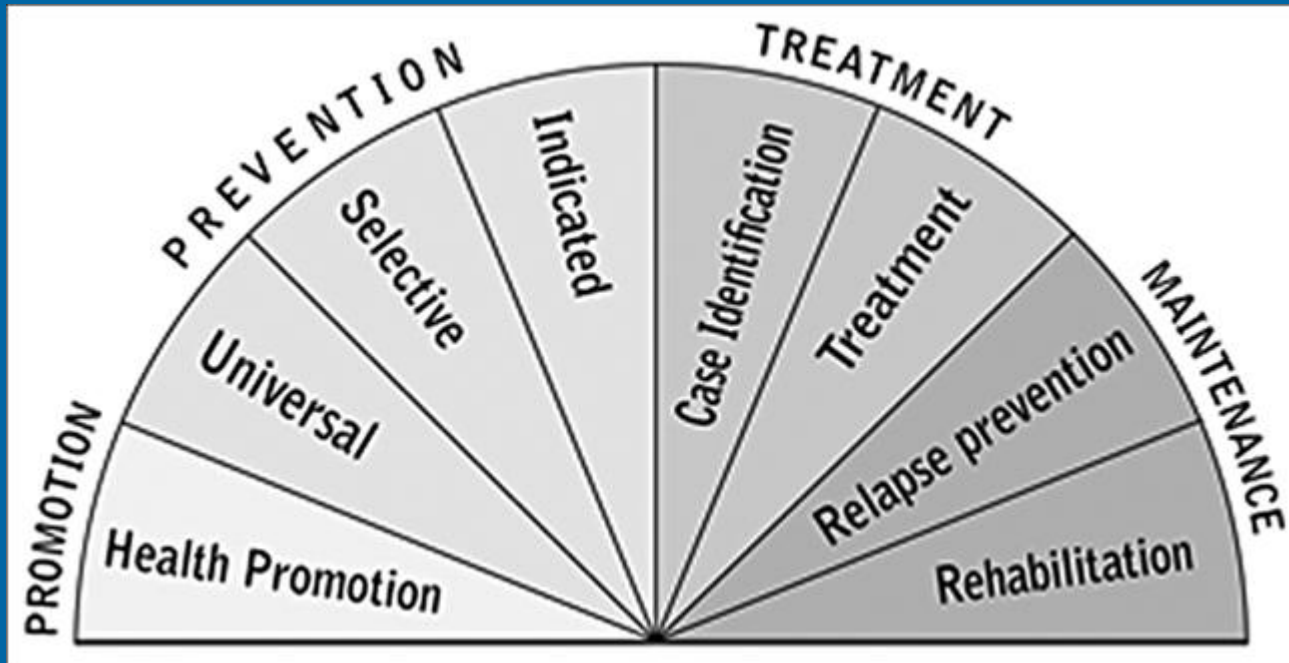 PROMOTION
PREVENTION
TREATMENT
MAINTENANCE
Health Promotion
Universal
Selective
Indicated
Case Identification
Treatment
Relapse prevention
Rehabilitation